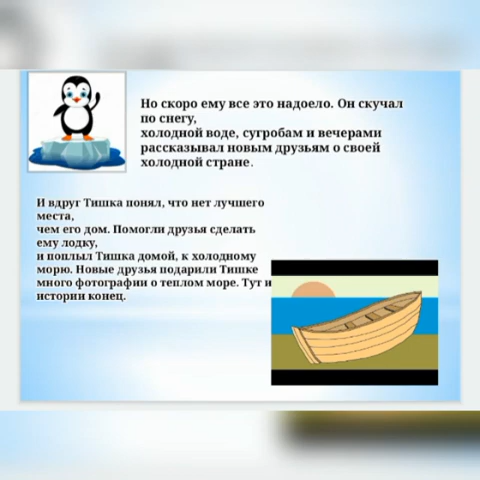 Но скоро ему все это надоело. Он скучал
по снегу,
холодной воде, сугробам и вечерами
рассказывал новым друзьям о своей
холодной стране.
И вдруг Тишка понял, что нет лучшего
места,
чем его дом. Помогли друзья сделать
ему лодку,
и поплыл Тишка домой, к холодному
морю. Новые друзья подарили Тишке
много фотографии о теплом море. Тут и
истории конец.